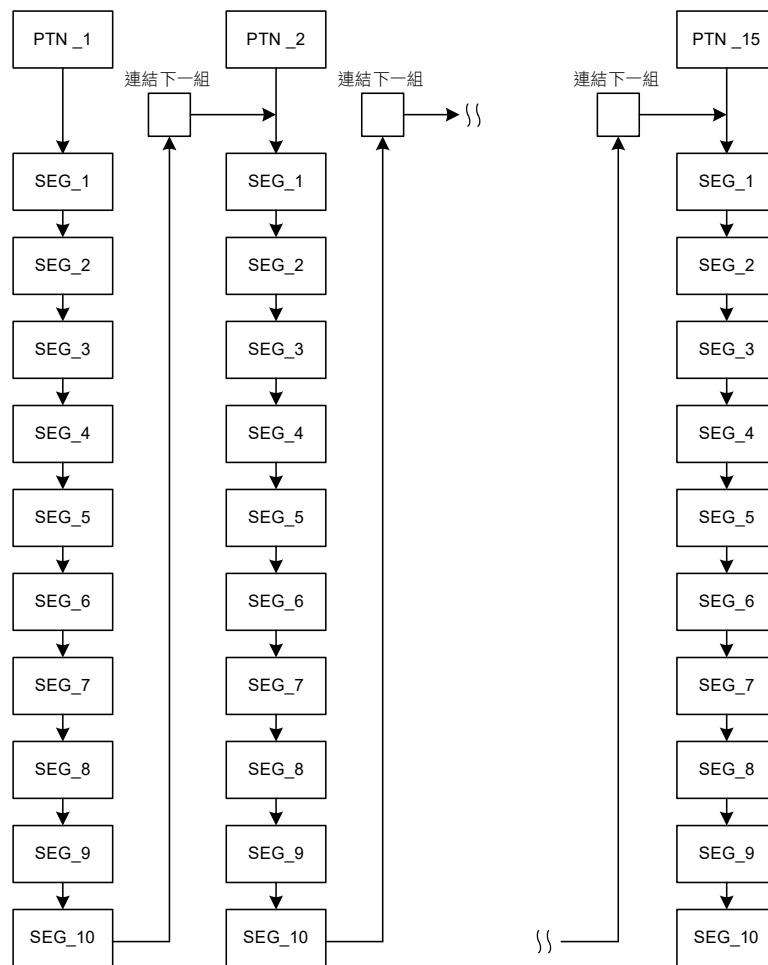 PTN _1
PTN _2
PTN _15
連結下一組
連結下一組
連結下一組
SEG_1
SEG_1
SEG_1
SEG_2
SEG_2
SEG_2
SEG_3
SEG_3
SEG_3
SEG_4
SEG_4
SEG_4
SEG_5
SEG_5
SEG_5
SEG_6
SEG_6
SEG_6
SEG_7
SEG_7
SEG_7
SEG_8
SEG_8
SEG_8
SEG_9
SEG_9
SEG_9
SEG_10
SEG_10
SEG_10